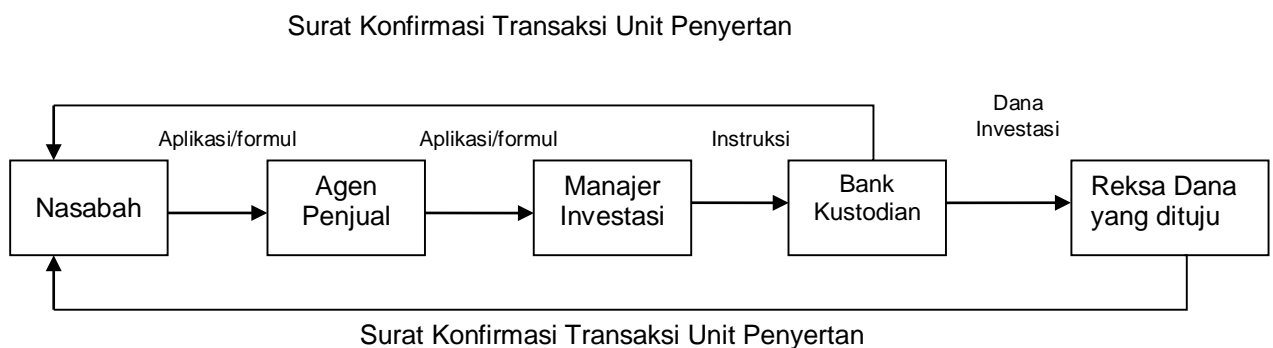 Surat Konfirmasi Transaksi Unit Penyertan
Dana
Investasi
Aplikasi/formul
Aplikasi/formul
Instruksi
Nasabah
Agen
Penjual
Manajer
Investasi
Bank
Kustodian
Reksa Dana
yang dituju
Surat Konfirmasi Transaksi Unit Penyertan